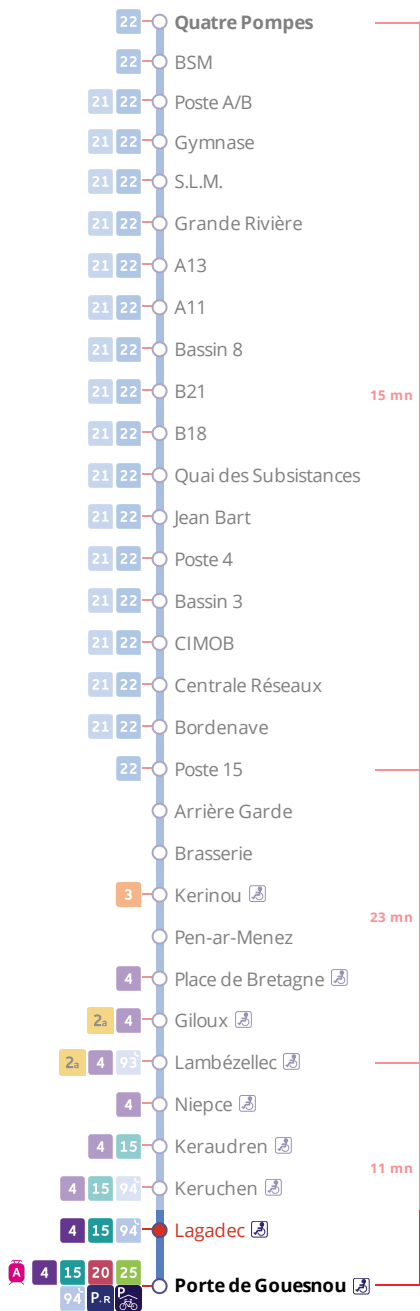 22 Quatre Pompes
22 BSM
21 22 Poste A/B
21 22 Gymnase
21 22 S.L.M.
21 22 Grande Rivière
21 22 A13
21 22 A11
21 22 Bassin 8
21 22 B21
15 mn
21 22 B18
21 22 Quai des Subsistances
21 22 Jean Bart
21 22 Poste 4
21 22 Bassin 3
21 22 CIMOB
21 22 Centrale Réseaux
21 22 Bordenave
22 Poste 15
Arrière Garde
Brasserie
3 Kerinou
23 mn
Pen-ar-Menez
4 Place de Bretagne
2a 4 Giloux
2a 4 93 Lambézellec
4 Niepce
4 15 Keraudren
11 mn
4 15 94 Keruchen
4 15 94 Lagadec
A 4 15 20 25 Porte de Gouesnou
94 P.R P